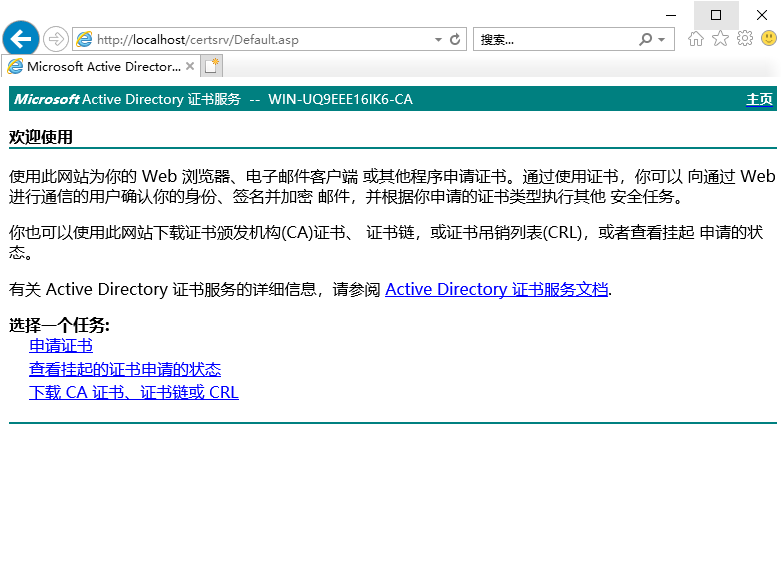 http://localhost/certsrv/Default.asp
搜索...
Microsoft Active Director...
Microsoft Active Directory 证书服务 -- WIN-UQ9EEE16IK6-CA
主页
欢迎使用
使用此网站为你的 Web 浏览器、电子邮件客户端 或其他程序申请证书。通过使用证书，你可以 向通过 Web
进行通信的用户确认你的身份、签名并加密 邮件，并根据你申请的证书类型执行其他 安全任务。
你也可以使用此网站下载证书颁发机构(CA)证书、 证书链，或证书吊销列表(CRL)，或者查看挂起 申请的状
态。
有关 Active Directory 证书服务的详细信息，请参阅 Active Directory 证书服务文档.
选择一个任务:
申请证书
查看挂起的证书申请的状态
下载 CA 证书、证书链或 CRL